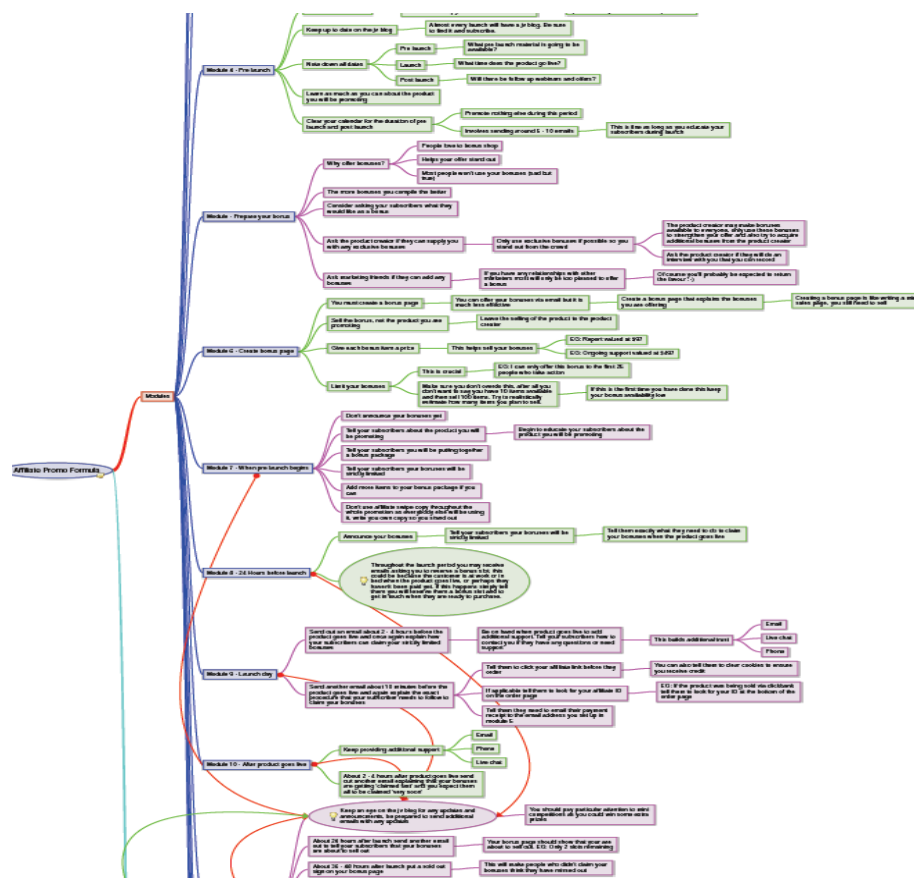 Keep up to date on the jv blog
Almost every launch will have a jv blog. Be sure
to find it and subscribe.
Module 4 - Pre launch
Note down all dates
Pre launch
What pre launch material is going to be
available?
Launch
What time does the product go live?
Post launch
Will there be follow up webinars and offers?
Learn as much as you can about the product
you will be promoting
Clear your calendar for the duration of pre
launch and post launch
Promote nothing else during this period
Involves sending around 5 - 10 emails
This is time as long as you educate your
subscribers during launch
Module - Prepare your bonus
Why offer bonuses?
People love to bonus shop
Helps your offer stand out
Most people won't use your bonuses (sad but
true)
The more bonuses you compile the better
Consider asking your subscribers what they
would like as a bonus
Ask the product creator if they can supply you
with any exclusive bonuses
Only use exclusive bonuses if possible so you
stand out from the crowd
The product creator may make bonuses
available to everyone, only use these bonuses
to strengthen your offer and also try to acquire
additional bonuses from the product creator
Ask the product creator if they will do an
interview with you that you can record
Ask marketing friends if they can add any
bonuses
If you have any relationships with other
marketers most will only be too pleased to offer
a bonus
Of course you'll probably be expected to return
the favour :-)
Module 6 - Create bonus page
You must create a bonus page
You can offer your bonuses via email but it is
much less effective
Create a bonus page that explains the bonuses
you are offering
Creating a bonus page is like writing a
sales page, you still need to sell
Sell the bonus, not the product you are
promoting
Leave the selling of the product to the product
creator
Give each bonus item a price
This helps sell your bonuses
EG: Report valued at $97
EG: Ongoing support valued at $497
Limit your bonuses
This is crucial
EG: I can only offer this bonus to the first 25
people who take action
Make sure you don't overdo this, after all you
don't want to say you have 10 items available
and then sell 100 items. Try to realistically
estimate how many items you plan to sell.
If this is the first time you have done this keep
your bonus availability low
Modules
Affiliate Promo Formula
Module 7 - When pre launch begins
Don't announce your bonuses yet
Tell your subscribers about the product you will
be promoting
Begin to educate your subscribers about the
product you will be promoting
Tell your subscribers you will be putting together
a bonus package
Tell your subscribers your bonuses will be
strictly limited
Add more items to your bonus package if you
can
Don't use affiliate swipe copy throughout the
whole promotion as everybody else will be using
it, write you own copy so you stand out
Module 8 - 24 Hours before launch
Announce your bonuses
Tell your subscribers your bonuses will be
strictly limited
Tell them exactly what they need to do to claim
your bonuses when the product goes live
Throughout the launch period you may receive
emails asking you to reserve a bonus slot, this
could be because the customer is at work or in
bed when the product goes live, or perhaps they
haven't been paid yet. If this happens simply tell
them you will reserve them a bonus slot and to
get in touch when they are ready to purchase.
Module 9 - Launch day
Send out an email about 2 - 4 hours before the
product goes live and once again explain how
your subscribers can claim your strictly limited
bonuses
Be on hand when product goes live to add
additional support. Tell your subscribers how to
contact you if they have any questions or need
support
This builds additional trust
Email
Live chat
Phone
Send another email about 15 minutes before the
product goes live and again explain the exact
procedure that your subscriber needs to follow to
claim your bonuses
Tell them to click your affiliate link before they
order
You can also tell them to clear cookies to ensure
you receive credit
If applicable tell them to look for your affiliate ID
on the order page
EG: If the product was being sold via clickbank
tell them to look for your ID at the bottom of the
order page
Tell them they need to email their payment
receipt to the email address you set up in
module 5
Module 10 - After product goes live
Keep providing additional support
Email
Phone
Live chat
About 2 - 4 hours after product goes live send
out another email explaining that your bonuses
are getting 'claimed fast' and you expect them
all to be claimed 'very soon'
Keep an eye on the jv blog for any updates and
announcements, be prepared to send additional
emails with any updates
You should pay particular attention to mini
competitions as you could win some extra
prizes
About 26 hours after launch send another email
out to tell your subscribers that your bonuses
are about to sell out
Your bonus page should show that your are
about to sell out. EG: Only 2 slots remaining
About 36 - 48 hours after launch put a sold out
sign on your bonus page
This will make people who didn't claim your
bonuses think they have missed out